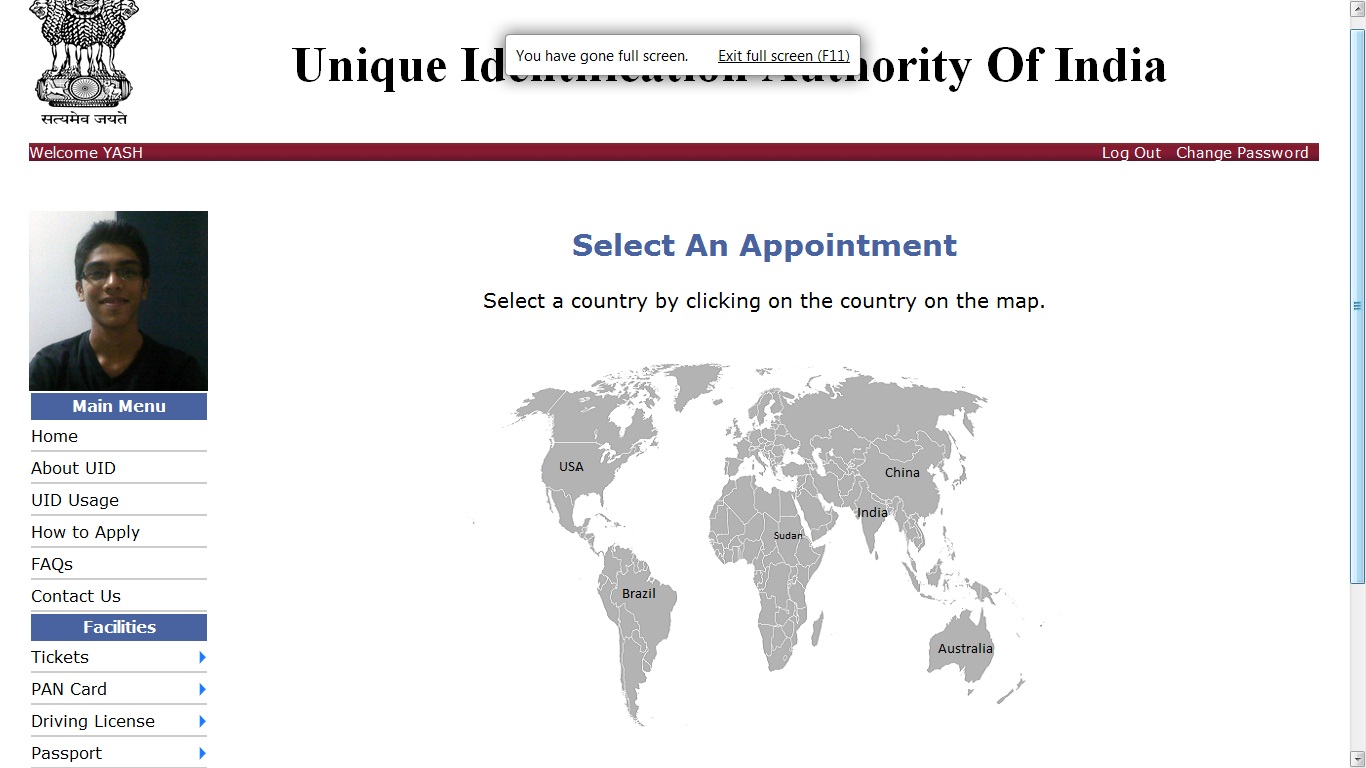 Unique Identification Authority Of India
You have gone full screen. Exit full screen (F11)
सत्यमेव जयते
Welcome YASH
Log Out Change Password
Select An Appointment
Select a country by clicking on the country on the map.
Main Menu
Home
About UID
UID Usage
How to Apply
FAQs
Contact Us
Facilities
Tickets
PAN Card
Driving License
Passport
USA
China
India
Sudan
Brazil
Australia